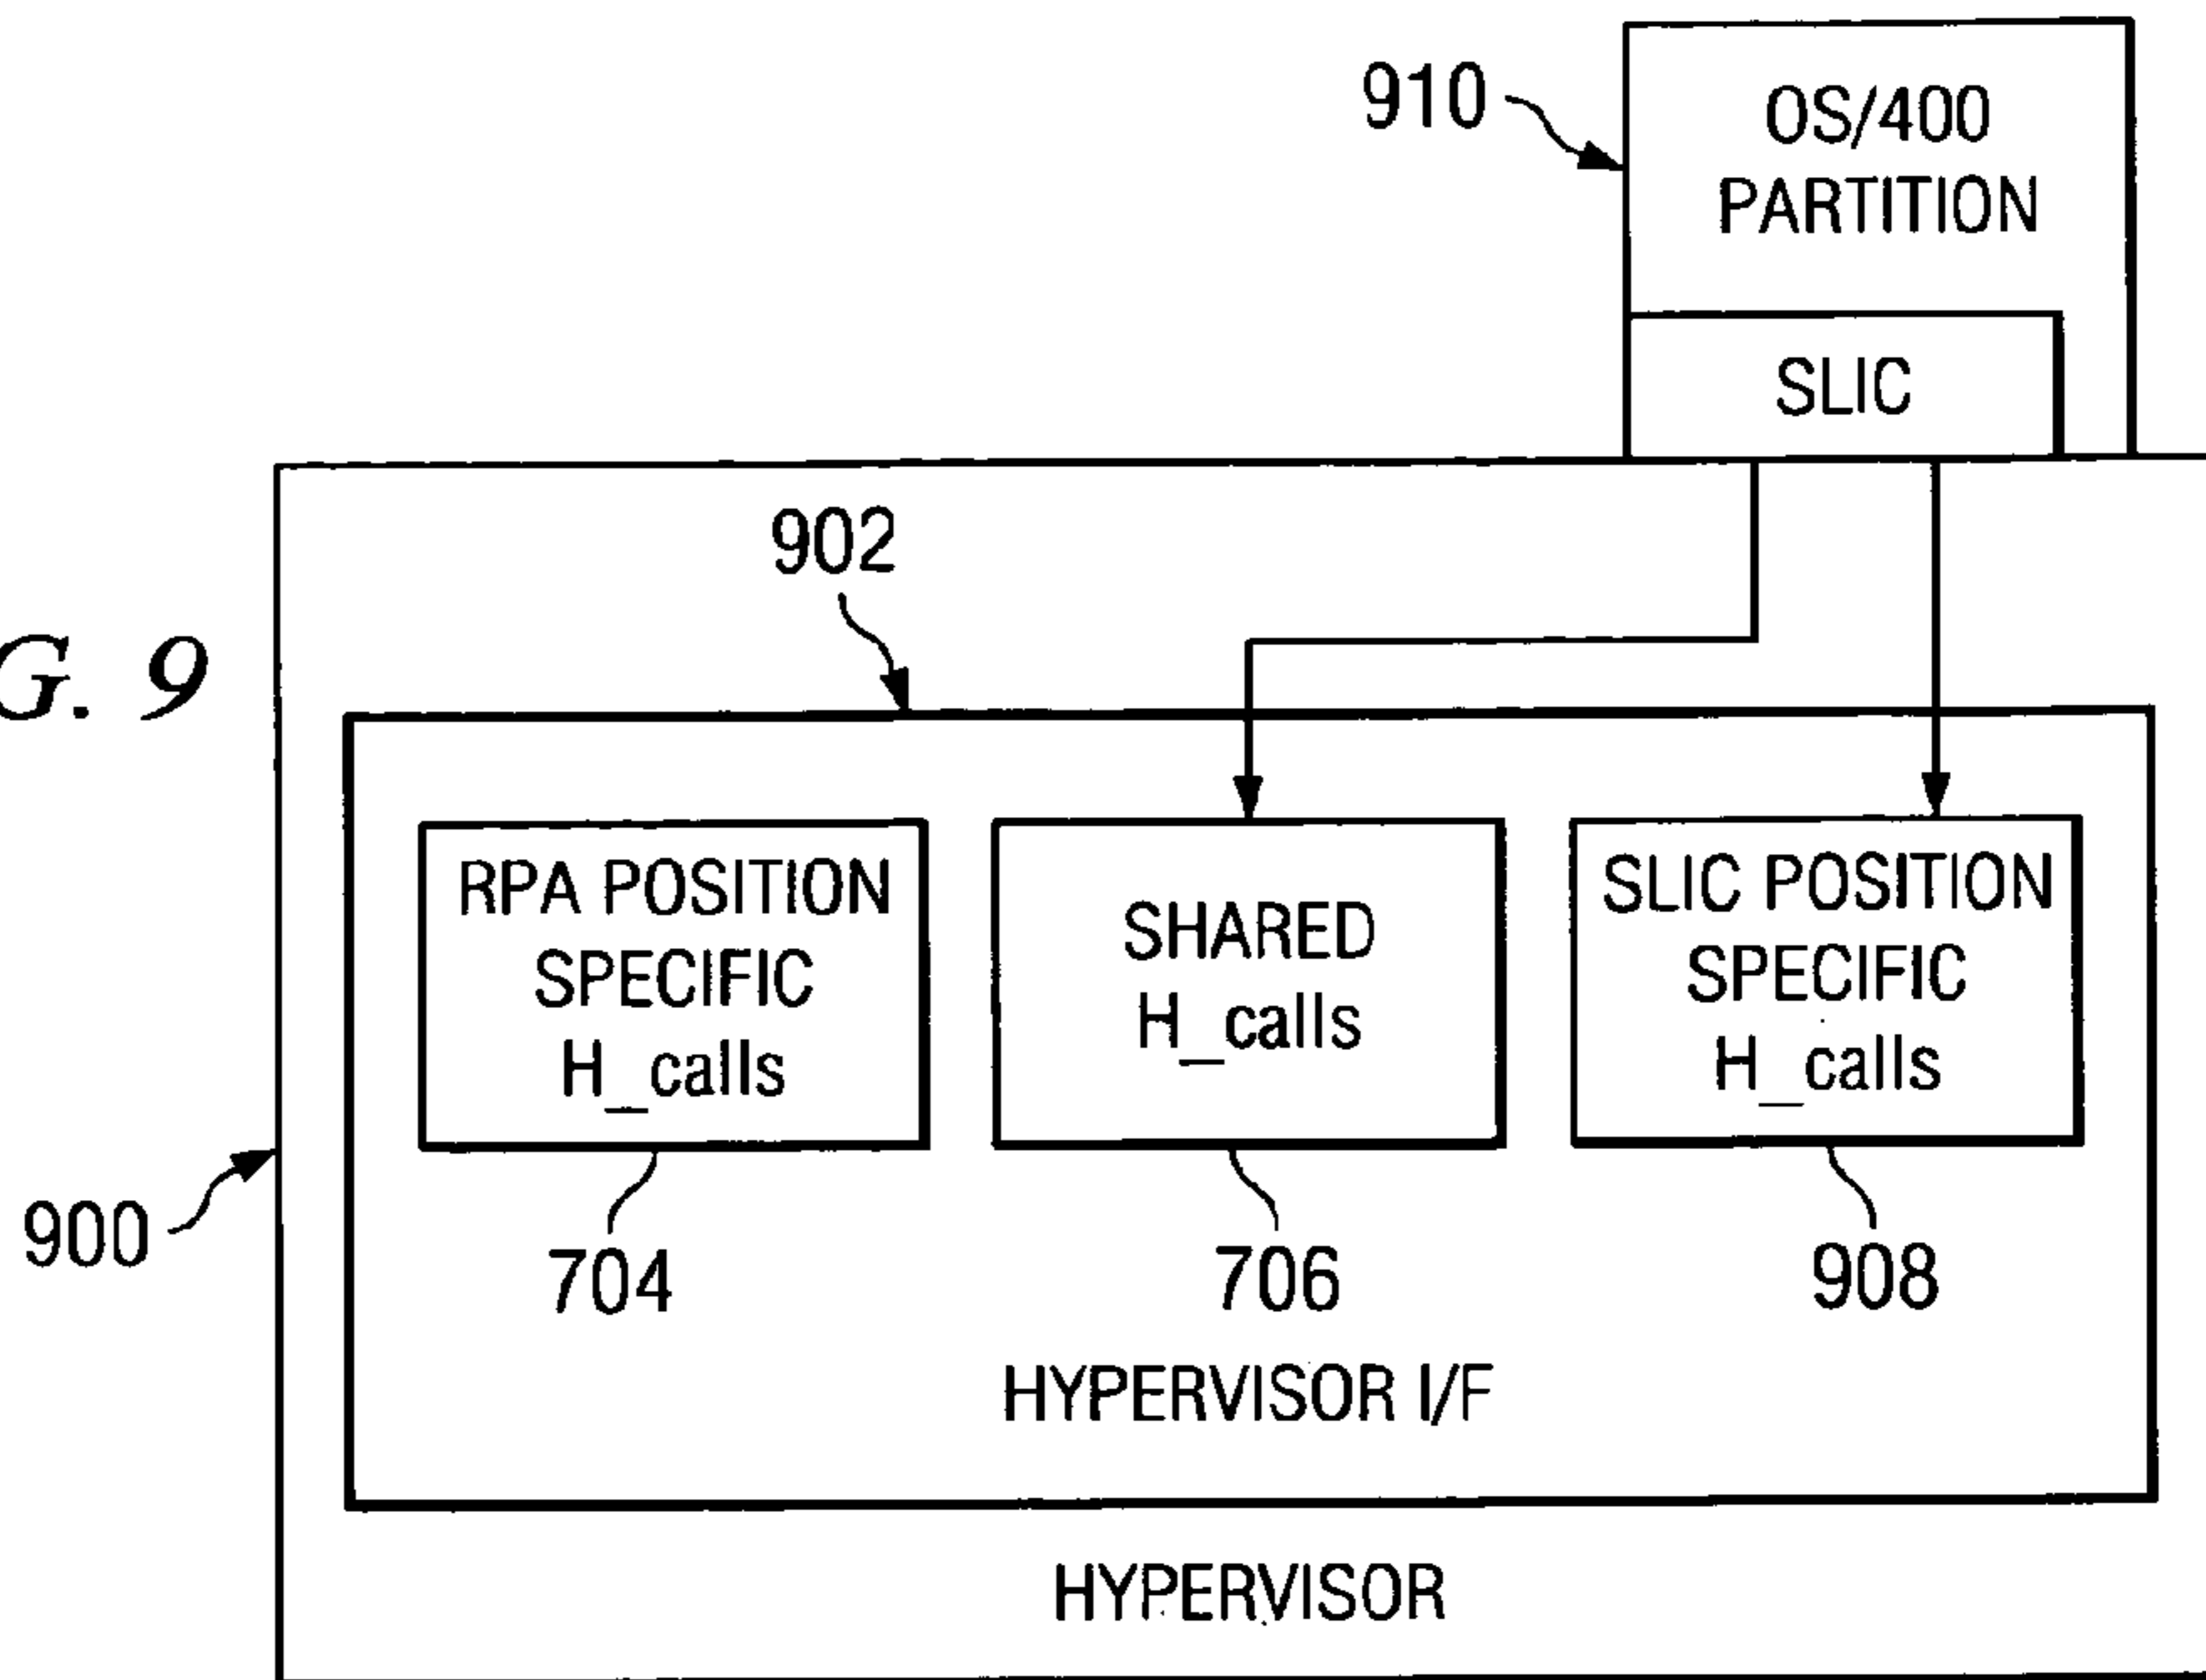 910
OS/400
PARTITION
SLIC
902
G. 9
RPA POSITION
SPECIFIC
H_calls
SHARED
H_calls
SLIC POSITION
SPECIFIC
H_calls
900
704
706
908
HYPERVISOR I/F
HYPERVISOR